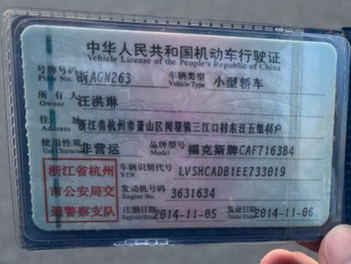 中华人民共和国机动车行驶证
Vehicle License of the People's Republic of China
号牌号码 浙AGN263 车辆类型 小型轿车
Plate No. Vehicle Type
所有人 汪洪琳
Owner
住址 浙江省杭州市萧山区闻堰镇三江口村东汪五组48户
Address
使用性质 非营运 品牌型号 福克斯牌CAF7163B4
Use Character Model
浙江省杭州 车辆识别代号 LVSHCADB1EE733019
VIN
市公安局交 发动机号码 3631634
Engine No.
通警察支队 注册日期 2014-11-05 发证日期 2014-11-06
Register Date Issue Date